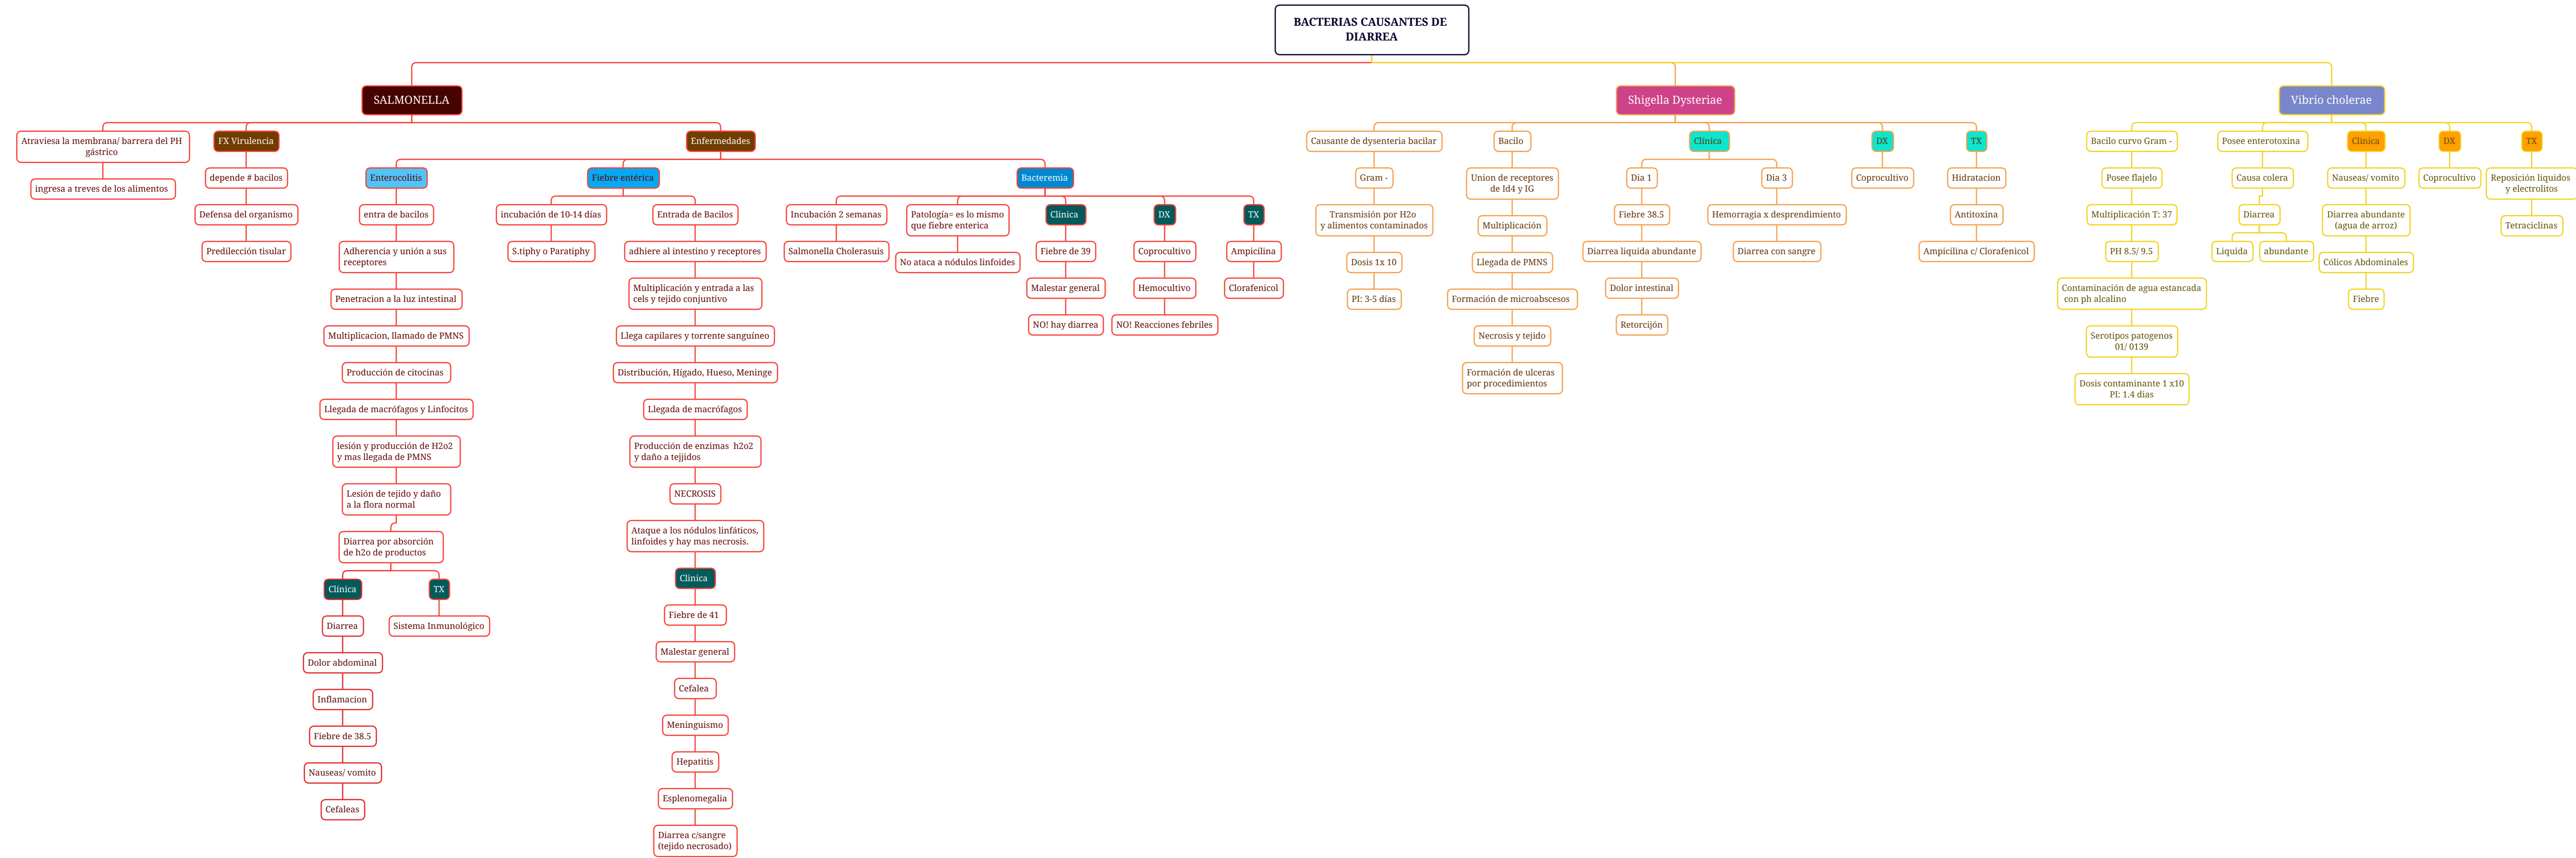 BACTERIAS CAUSANTES DE
DIARREA
SALMONELLA
Atraviesa la membrana/ barrera del PH
gástrico
ingresa a treves de los alimentos
FX Virulencia
depende # bacilos
Defensa del organismo
Predilección tisular
Enfermedades
Enterocolitis
entra de bacilos
Adherencia y unión a sus
receptores
Penetracion a la luz intestinal
Multiplicacion, llamado de PMNS
Producción de citocinas
Llegada de macrófagos y Linfocitos
lesión y producción de H2o2
y mas llegada de PMNS
Lesión de tejido y daño
a la flora normal
Diarrea por absorción
de h2o de productos
Clínica
Diarrea
Dolor abdominal
Inflamacion
Fiebre de 38.5
Nauseas/ vomito
Cefaleas
TX
Sistema Inmunológico
Fiebre entérica
incubación de 10-14 días
S.tiphy o Paratiphy
Entrada de Bacilos
adhiere al intestino y receptores
Multiplicación y entrada a las
cels y tejido conjuntivo
Llega capilares y torrente sanguíneo
Distribución, Hígado, Hueso, Meninge
Llegada de macrófagos
Producción de enzimas h2o2
y daño a tejjidos
NECROSIS
Ataque a los nódulos linfáticos,
linfoides y hay mas necrosis.
Clinica
Fiebre de 41
Malestar general
Cefalea
Meninguismo
Hepatitis
Esplenomegalia
Diarrea c/sangre
(tejido necrosado)
Bacteremia
Incubación 2 semanas
Salmonella Cholerasuis
Patología= es lo mismo
que fiebre enterica
No ataca a nódulos linfoides
Clínica
Fiebre de 39
Malestar general
NO! hay diarrea
DX
Coprocultivo
Hemocultivo
NO! Reacciones febriles
TX
Ampicilina
Clorafenicol
Shigella Dysteriae
Causante de dysenteria bacilar
Gram -
Transmisión por H2o
y alimentos contaminados
Dosis 1x 10
PI: 3-5 días
Bacilo
Union de receptores
de Id4 y IG
Multiplicación
Llegada de PMNS
Formación de microabscesos
Necrosis y tejido
Formación de ulceras
por procedimientos
Clínica
Dia 1
Fiebre 38.5
Diarrea liquida abundante
Dolor intestinal
Retorcijón
Dia 3
Hemorragia x desprendimiento
Diarrea con sangre
DX
Coprocultivo
TX
Hidratacion
Antitoxina
Ampicilina c/ Clorafenicol
Vibrio cholerae
Bacilo curvo Gram -
Posee flajelo
Multiplicación T: 37
PH 8.5/ 9.5
Contaminación de agua estancada
con ph alcalino
Serotipos patogenos
01/ 0139
Dosis contaminante 1 x10
PI: 1.4 dias
Posee enterotoxina
Causa colera
Diarrea
Liquida
abundante
Clinica
Nauseas/ vomito
Diarrea abundante
(agua de arroz)
Cólicos Abdominales
Fiebre
DX
Coprocultivo
TX
Reposición liquidos
y electrolitos
Tetraciclinas